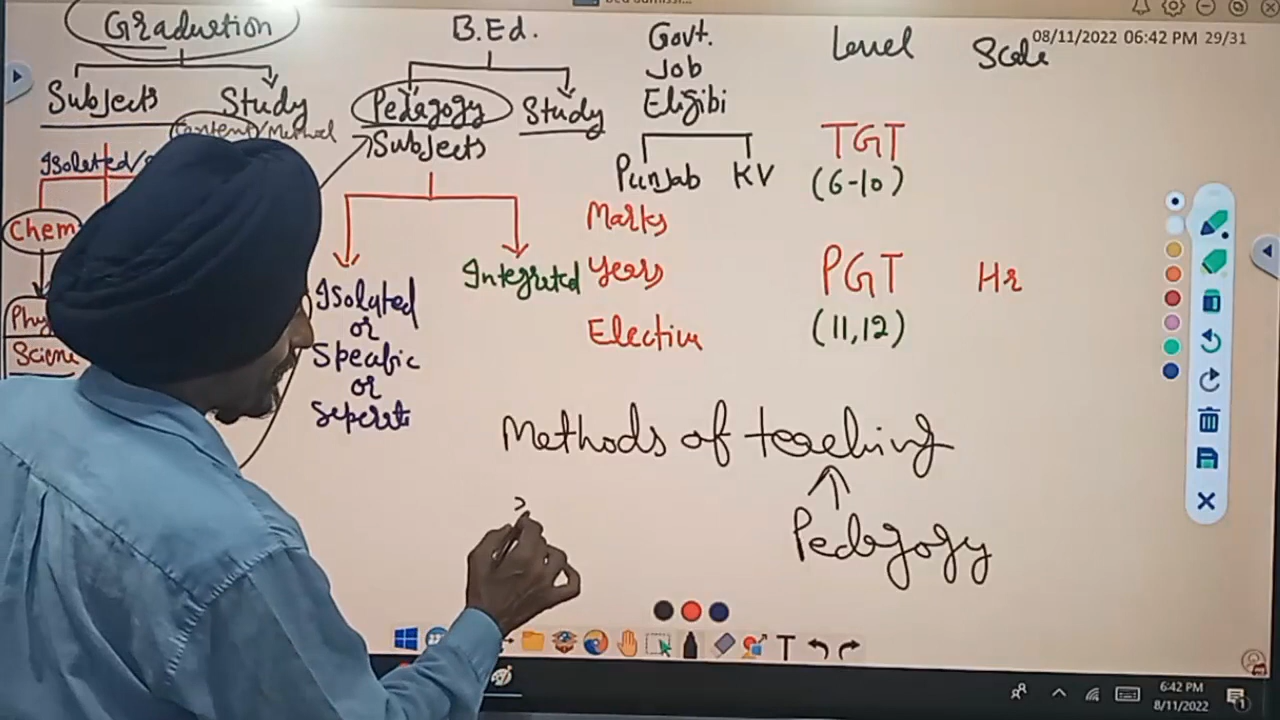 Graduation
B.Ed.
Govt.
Job
Eligibi
Level
Scale
08/11/2022 06:42 PM 29/31
Subjects
Study
Content/Method
Pedagogy
Study
Subjects
Punjab
KV
TGT
(6-10)
Isolated/
Chem
Phy
Science
Isolated
or
Specific
or
Seperate
Integrated
Marks
Years
Elective
PGT
(11,12)
Hr
Methods of teaching
Pedagogy
T
6:42 PM
8/11/2022